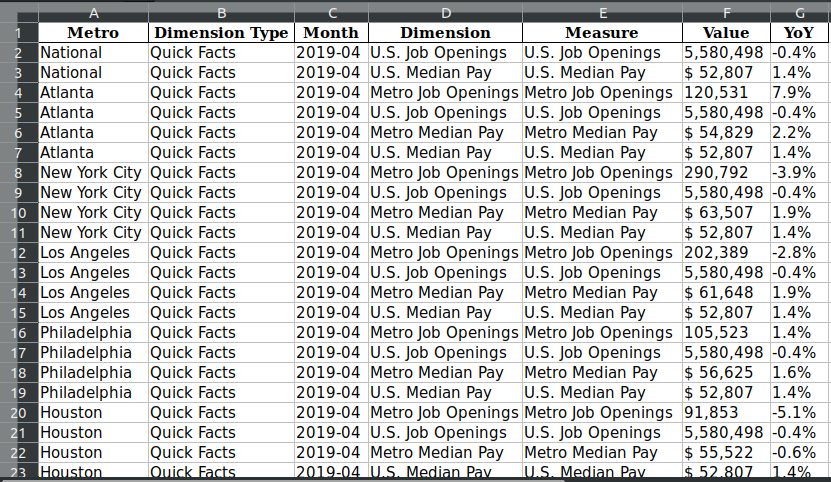 A B C D E F G
1 Metro Dimension Type Month Dimension Measure Value YoY
2 National Quick Facts 2019-04 U.S. Job Openings U.S. Job Openings 5,580,498 -0.4%
3 National Quick Facts 2019-04 U.S. Median Pay U.S. Median Pay $ 52,807 1.4%
4 Atlanta Quick Facts 2019-04 Metro Job Openings Metro Job Openings 120,531 7.9%
5 Atlanta Quick Facts 2019-04 U.S. Job Openings U.S. Job Openings 5,580,498 -0.4%
6 Atlanta Quick Facts 2019-04 Metro Median Pay Metro Median Pay $ 54,829 2.2%
7 Atlanta Quick Facts 2019-04 U.S. Median Pay U.S. Median Pay $ 52,807 1.4%
8 New York City Quick Facts 2019-04 Metro Job Openings Metro Job Openings 290,792 -3.9%
9 New York City Quick Facts 2019-04 U.S. Job Openings U.S. Job Openings 5,580,498 -0.4%
10 New York City Quick Facts 2019-04 Metro Median Pay Metro Median Pay $ 63,507 1.9%
11 New York City Quick Facts 2019-04 U.S. Median Pay U.S. Median Pay $ 52,807 1.4%
12 Los Angeles Quick Facts 2019-04 Metro Job Openings Metro Job Openings 202,389 -2.8%
13 Los Angeles Quick Facts 2019-04 U.S. Job Openings U.S. Job Openings 5,580,498 -0.4%
14 Los Angeles Quick Facts 2019-04 Metro Median Pay Metro Median Pay $ 61,648 1.9%
15 Los Angeles Quick Facts 2019-04 U.S. Median Pay U.S. Median Pay $ 52,807 1.4%
16 Philadelphia Quick Facts 2019-04 Metro Job Openings Metro Job Openings 105,523 1.4%
17 Philadelphia Quick Facts 2019-04 U.S. Job Openings U.S. Job Openings 5,580,498 -0.4%
18 Philadelphia Quick Facts 2019-04 Metro Median Pay Metro Median Pay $ 56,625 1.6%
19 Philadelphia Quick Facts 2019-04 U.S. Median Pay U.S. Median Pay $ 52,807 1.4%
20 Houston Quick Facts 2019-04 Metro Job Openings Metro Job Openings 91,853 -5.1%
21 Houston Quick Facts 2019-04 U.S. Job Openings U.S. Job Openings 5,580,498 -0.4%
22 Houston Quick Facts 2019-04 Metro Median Pay Metro Median Pay $ 55,522 -0.6%
23 Houston Quick Facts 2019-04 U.S. Median Pay U.S. Median Pay $ 52,807 1.4%